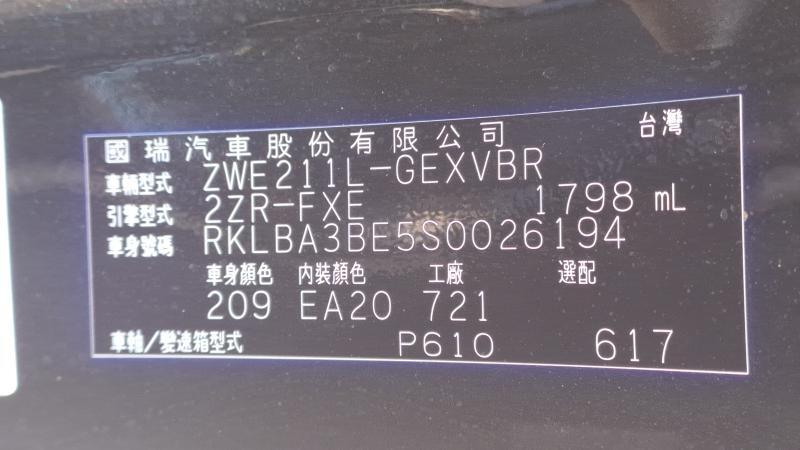 國瑞汽車股份有限公司 台灣
車輛型式 ZWE211L-GEXVBR
引擎型式 2ZR-FXE 1798 mL
車身號碼 RKLBA3BE5S0026194
車身顏色 內裝顏色 工廠 選配
209 EA20 721
車軸/變速箱型式 P610 617